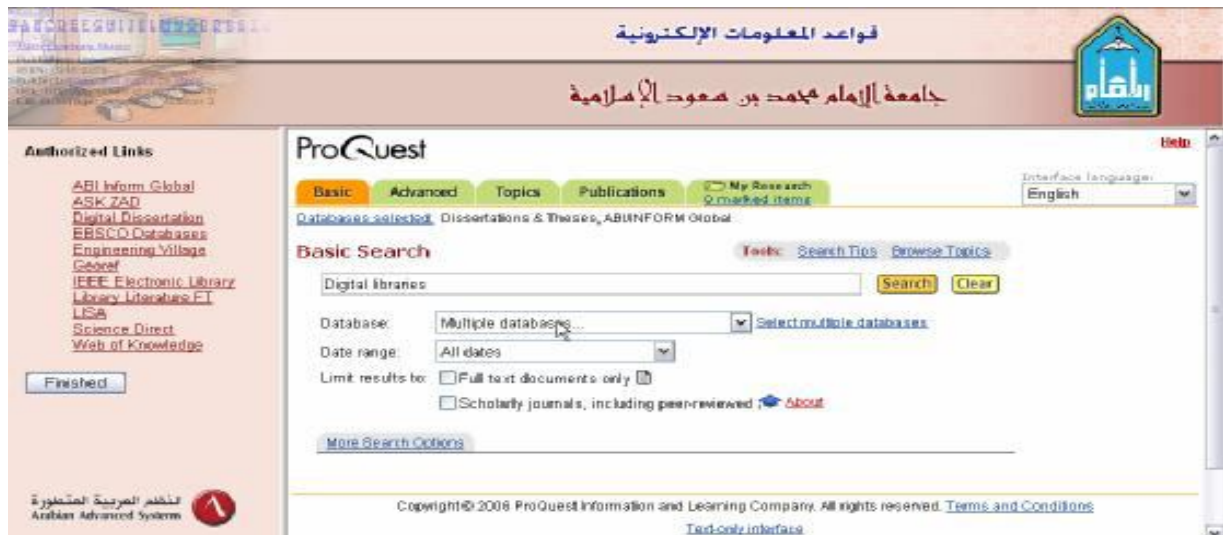 قواعد المعلومات الإلكترونية
جامعة الإمام محمد بن سعود الإسلامية
Authorized Links
ABI Inform Global
ASK ZAD
Digital Dissertation
EBSCO Databases
Engineering Village
Georef
IEEE Electronic Library
Library Literature FT
LISA
Science Direct
Web of Knowledge
Finished
النظم العربية المتطورة
Arabian Advanced Systems
ProQuest
Help
Basic Advanced Topics Publications My Research
0 marked items
Interface language:
English
Databases selected: Dissertations & Theses, ABI/INFORM Global
Basic Search
Tools: Search Tips Browse Topics
Digital libraries
Search Clear
Database: Multiple databases... Select multiple databases
Date range: All dates
Limit results to: Full text documents only
Scholarly journals, including peer-reviewed About
More Search Options
Copyright © 2006 ProQuest Information and Learning Company. All rights reserved. Terms and Conditions
Text-only interface